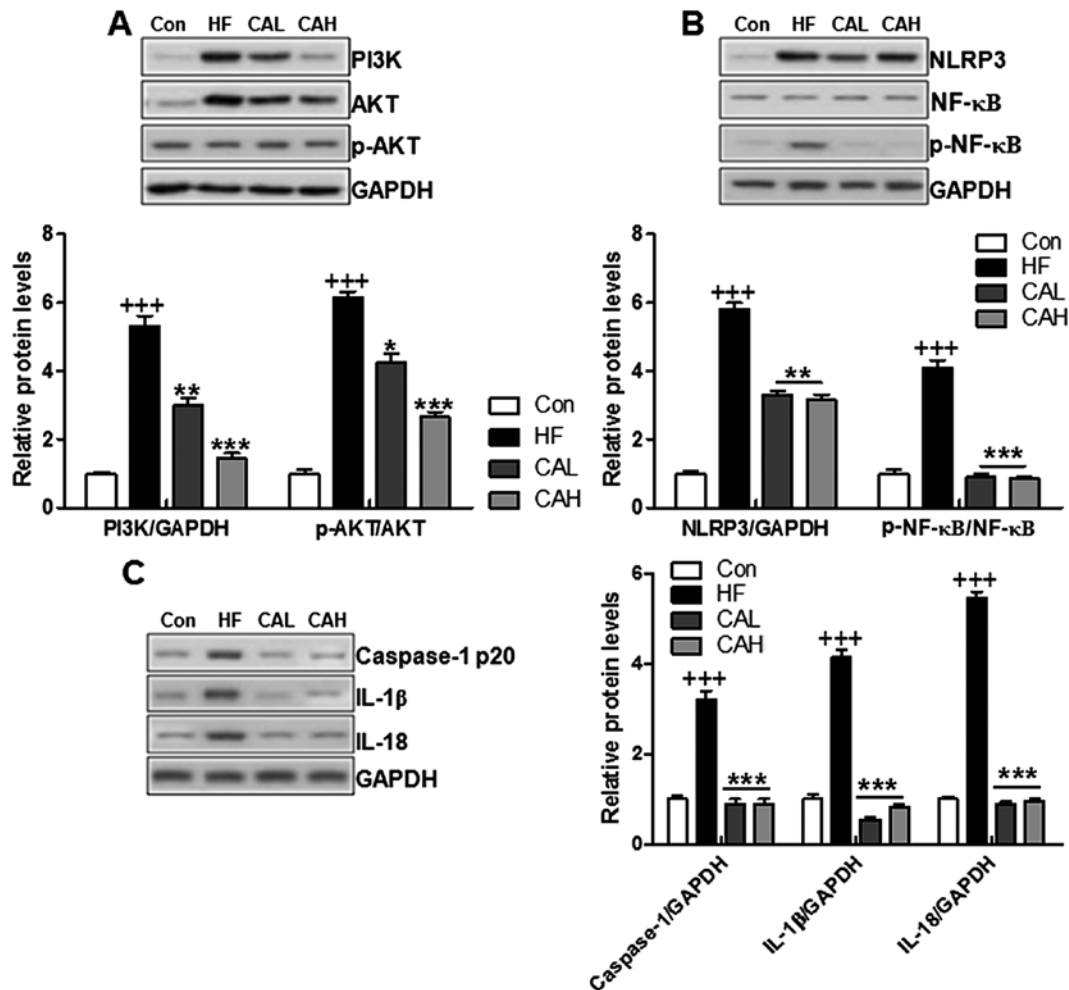 A
Con HF CAL CAH
PI3K
AKT
p-AKT
GAPDH
Relative protein levels
8
6
4
2
0
+++
**
***
+++
*
***
Con
HF
CAL
CAH
PI3K/GAPDH
p-AKT/AKT
B
Con HF CAL CAH
NLRP3
NF-κB
p-NF-κB
GAPDH
Relative protein levels
8
6
4
2
0
+++
**
+++
***
Con
HF
CAL
CAH
NLRP3/GAPDH
p-NF-κB/NF-κB
C
Con HF CAL CAH
Caspase-1 p20
IL-1β
IL-18
GAPDH
Relative protein levels
6
4
2
0
Con
HF
CAL
CAH
+++
***
+++
***
+++
***
Caspase-1/GAPDH
IL-1β/GAPDH
IL-18/GAPDH